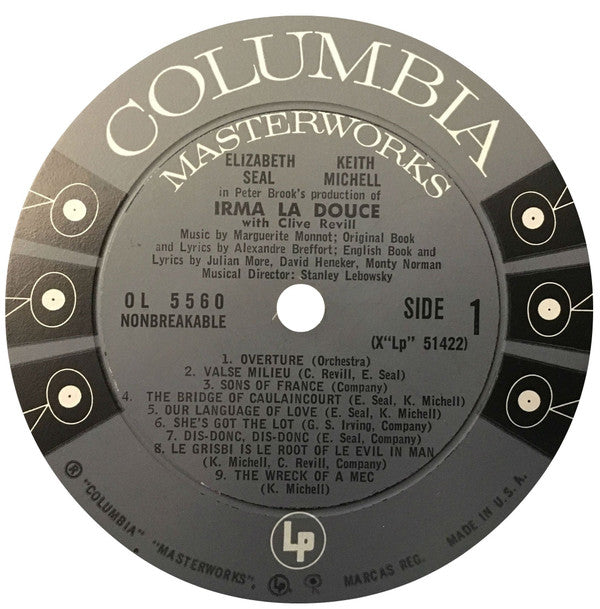 COLUMBIA
MASTERWORKS
ELIZABETH SEAL KEITH MICHELL
in Peter Brook's production of
IRMA LA DOUCE
with Clive Revill
Music by Marguerite Monnot; Original Book
and Lyrics by Alexandre Breffort; English Book and
Lyrics by Julian More, David Heneker, Monty Norman
Musical Director: Stanley Lebowsky
OL 5560
NONBREAKABLE
SIDE 1
(X"Lp" 51422)
1. OVERTURE (Orchestra)
2. VALSE MILIEU (C. Revill, E. Seal)
3. SONS OF FRANCE (Company)
4. THE BRIDGE OF CAULAINCOURT (E. Seal, K. Michell)
5. OUR LANGUAGE OF LOVE (E. Seal, K. Michell)
6. SHE'S GOT THE LOT (G. S. Irving, Company)
7. DIS-DONC, DIS-DONC (E. Seal, Company)
8. LE GRISBI IS LE ROOT OF LE EVIL IN MAN
(K. Michell, C. Revill, Company)
9. THE WRECK OF A MEC
(K. Michell)
Lp
® "COLUMBIA" "MASTERWORKS", MARCAS REG. MADE IN U.S.A.